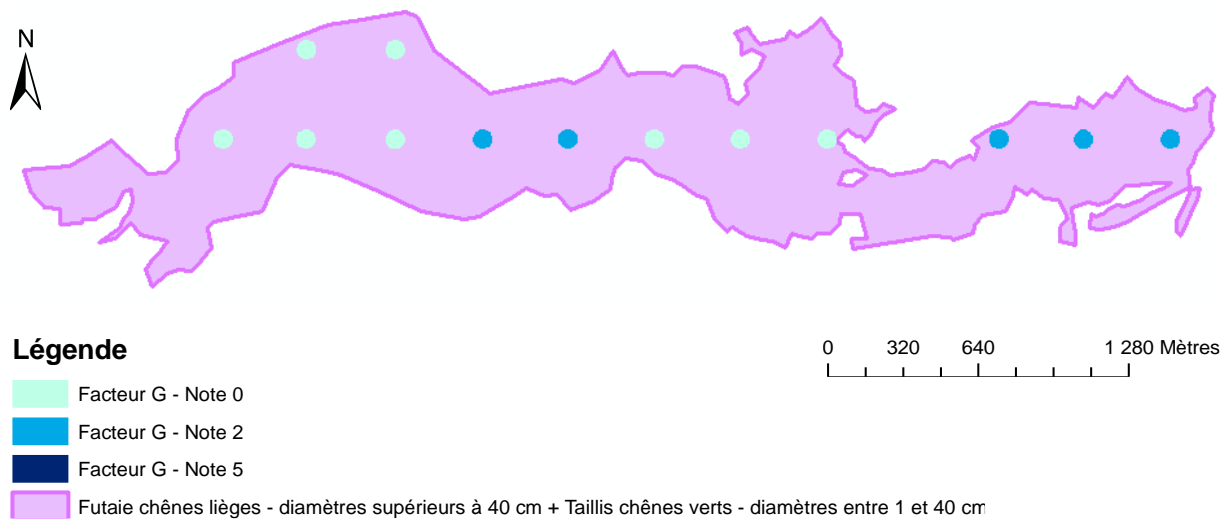 N
Légende
0 320 640 1 280 Mètres
Facteur G - Note 0
Facteur G - Note 2
Facteur G - Note 5
Futaie chênes lièges - diamètres supérieurs à 40 cm + Taillis chênes verts - diamètres entre 1 et 40 cm